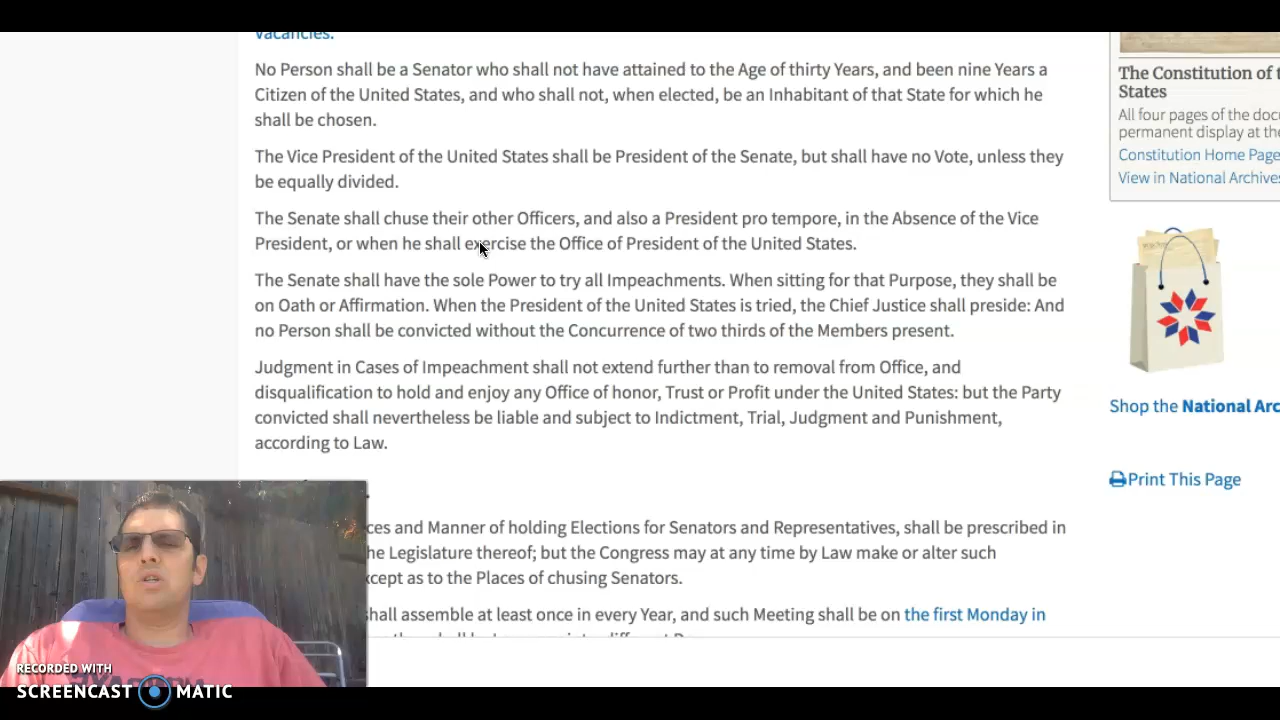 vacancies.
No Person shall be a Senator who shall not have attained to the Age of thirty Years, and been nine Years a
Citizen of the United States, and who shall not, when elected, be an Inhabitant of that State for which he
shall be chosen.
The Vice President of the United States shall be President of the Senate, but shall have no Vote, unless they
be equally divided.
The Senate shall chuse their other Officers, and also a President pro tempore, in the Absence of the Vice
President, or when he shall exercise the Office of President of the United States.
The Senate shall have the sole Power to try all Impeachments. When sitting for that Purpose, they shall be
on Oath or Affirmation. When the President of the United States is tried, the Chief Justice shall preside: And
no Person shall be convicted without the Concurrence of two thirds of the Members present.
Judgment in Cases of Impeachment shall not extend further than to removal from Office, and
disqualification to hold and enjoy any Office of honor, Trust or Profit under the United States: but the Party
convicted shall nevertheless be liable and subject to Indictment, Trial, Judgment and Punishment,
according to Law.
ces and Manner of holding Elections for Senators and Representatives, shall be prescribed in
he Legislature thereof; but the Congress may at any time by Law make or alter such
xcept as to the Places of chusing Senators.
shall assemble at least once in every Year, and such Meeting shall be on the first Monday in
The Constitution of t
States
All four pages of the docu
permanent display at the
Constitution Home Page
View in National Archives
Shop the National Arc
Print This Page
RECORDED WITH
SCREENCAST MATIC